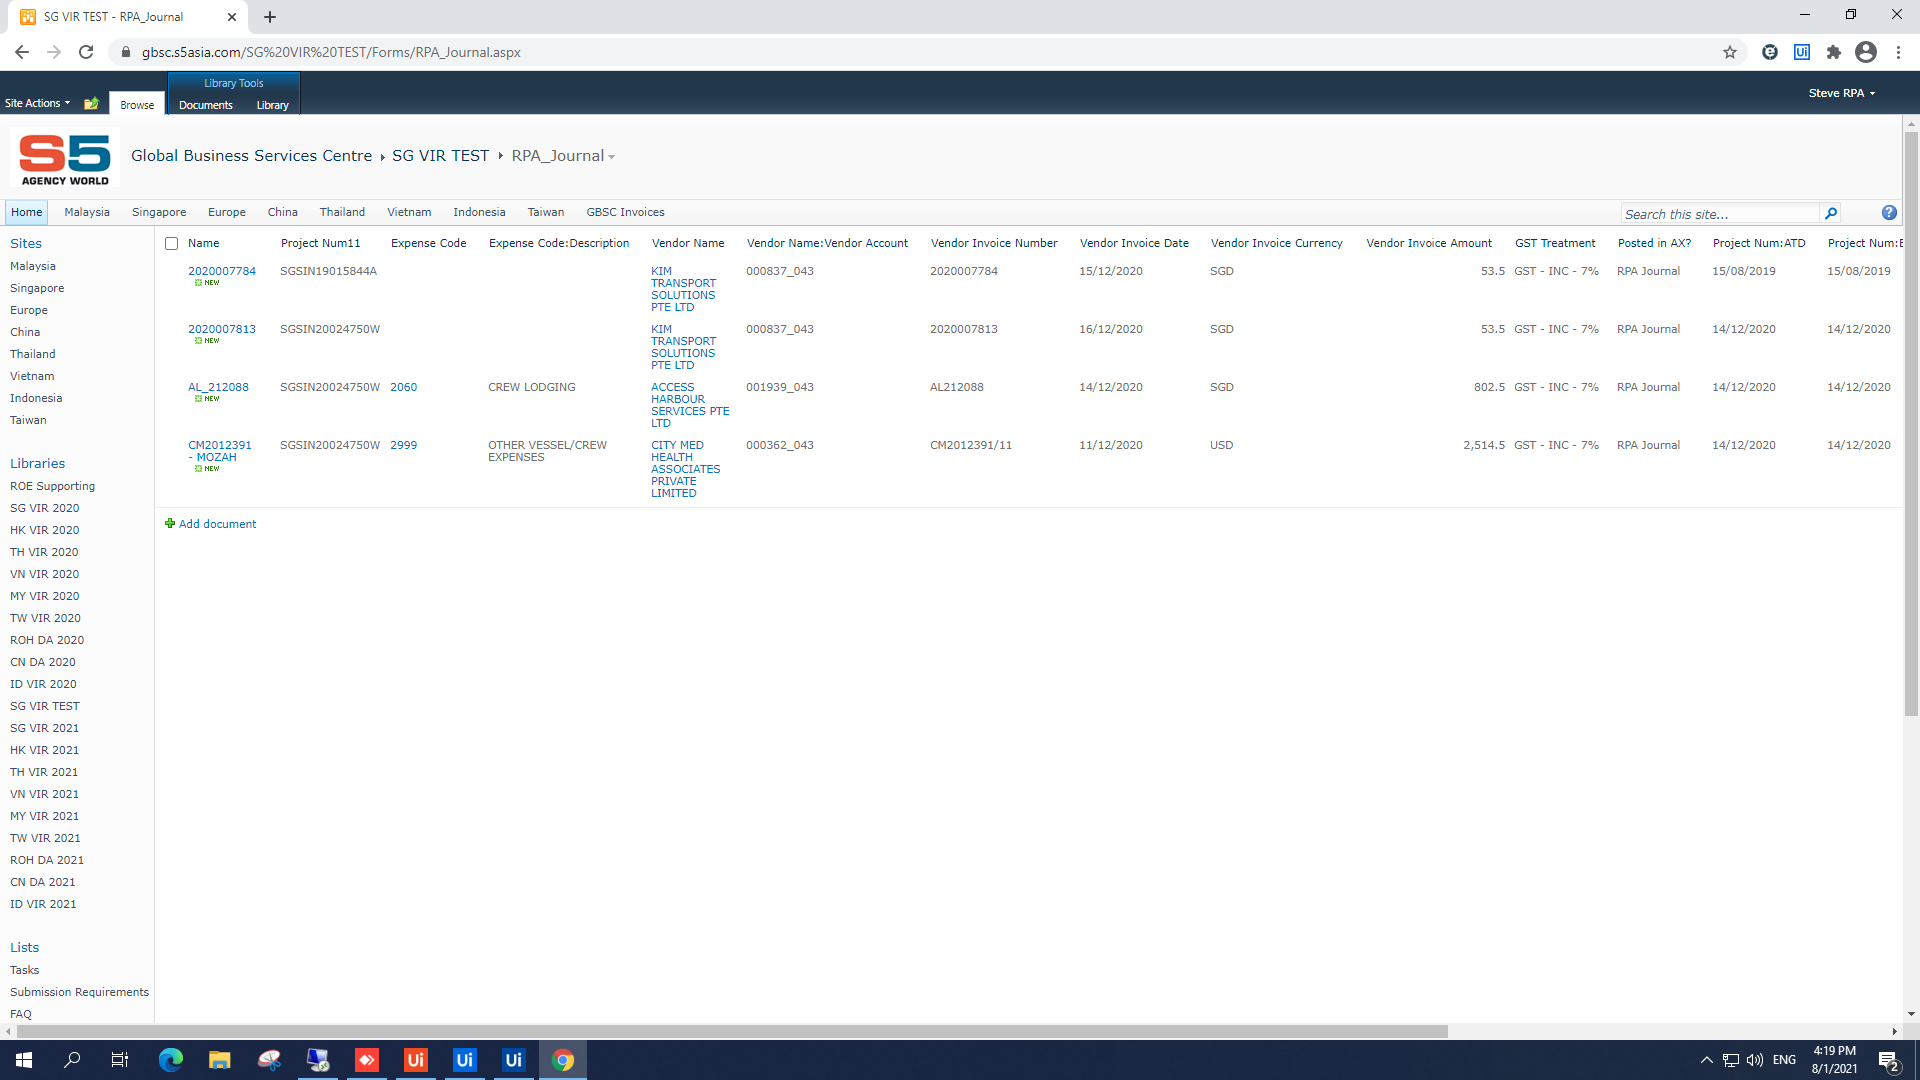 SG VIR TEST - RPA_Journal
gbsc.s5asia.com/SG%20VIR%20TEST/Forms/RPA_Journal.aspx
Library Tools
Site Actions Browse Documents Library Steve RPA
S5
AGENCY WORLD
Global Business Services Centre SG VIR TEST RPA_Journal
Home Malaysia Singapore Europe China Thailand Vietnam Indonesia Taiwan GBSC Invoices Search this site...
Sites
Malaysia
Singapore
Europe
China
Thailand
Vietnam
Indonesia
Taiwan
Libraries
ROE Supporting
SG VIR 2020
HK VIR 2020
TH VIR 2020
VN VIR 2020
MY VIR 2020
TW VIR 2020
ROH DA 2020
CN DA 2020
ID VIR 2020
SG VIR TEST
SG VIR 2021
HK VIR 2021
TH VIR 2021
VN VIR 2021
MY VIR 2021
TW VIR 2021
ROH DA 2021
CN DA 2021
ID VIR 2021
Lists
Tasks
Submission Requirements
FAQ
Name Project Num11 Expense Code Expense Code:Description Vendor Name Vendor Name:Vendor Account Vendor Invoice Number Vendor Invoice Date Vendor Invoice Currency Vendor Invoice Amount GST Treatment Posted in AX? Project Num:ATD Project Num:E
2020007784 SGSIN19015844A KIM 000837_043 2020007784 15/12/2020 SGD 53.5 GST - INC - 7% RPA Journal 15/08/2019 15/08/2019
NEW TRANSPORT
SOLUTIONS
PTE LTD
2020007813 SGSIN20024750W KIM 000837_043 2020007813 16/12/2020 SGD 53.5 GST - INC - 7% RPA Journal 14/12/2020 14/12/2020
NEW TRANSPORT
SOLUTIONS
PTE LTD
AL_212088 SGSIN20024750W 2060 CREW LODGING ACCESS 001939_043 AL212088 14/12/2020 SGD 802.5 GST - INC - 7% RPA Journal 14/12/2020 14/12/2020
NEW HARBOUR
SERVICES PTE
LTD
CM2012391 SGSIN20024750W 2999 OTHER VESSEL/CREW CITY MED 000362_043 CM2012391/11 11/12/2020 USD 2,514.5 GST - INC - 7% RPA Journal 14/12/2020 14/12/2020
- MOZAH EXPENSES HEALTH
NEW ASSOCIATES
PRIVATE
LIMITED
Add document
Ui Ui Ui ENG 4:19 PM
8/1/2021 2